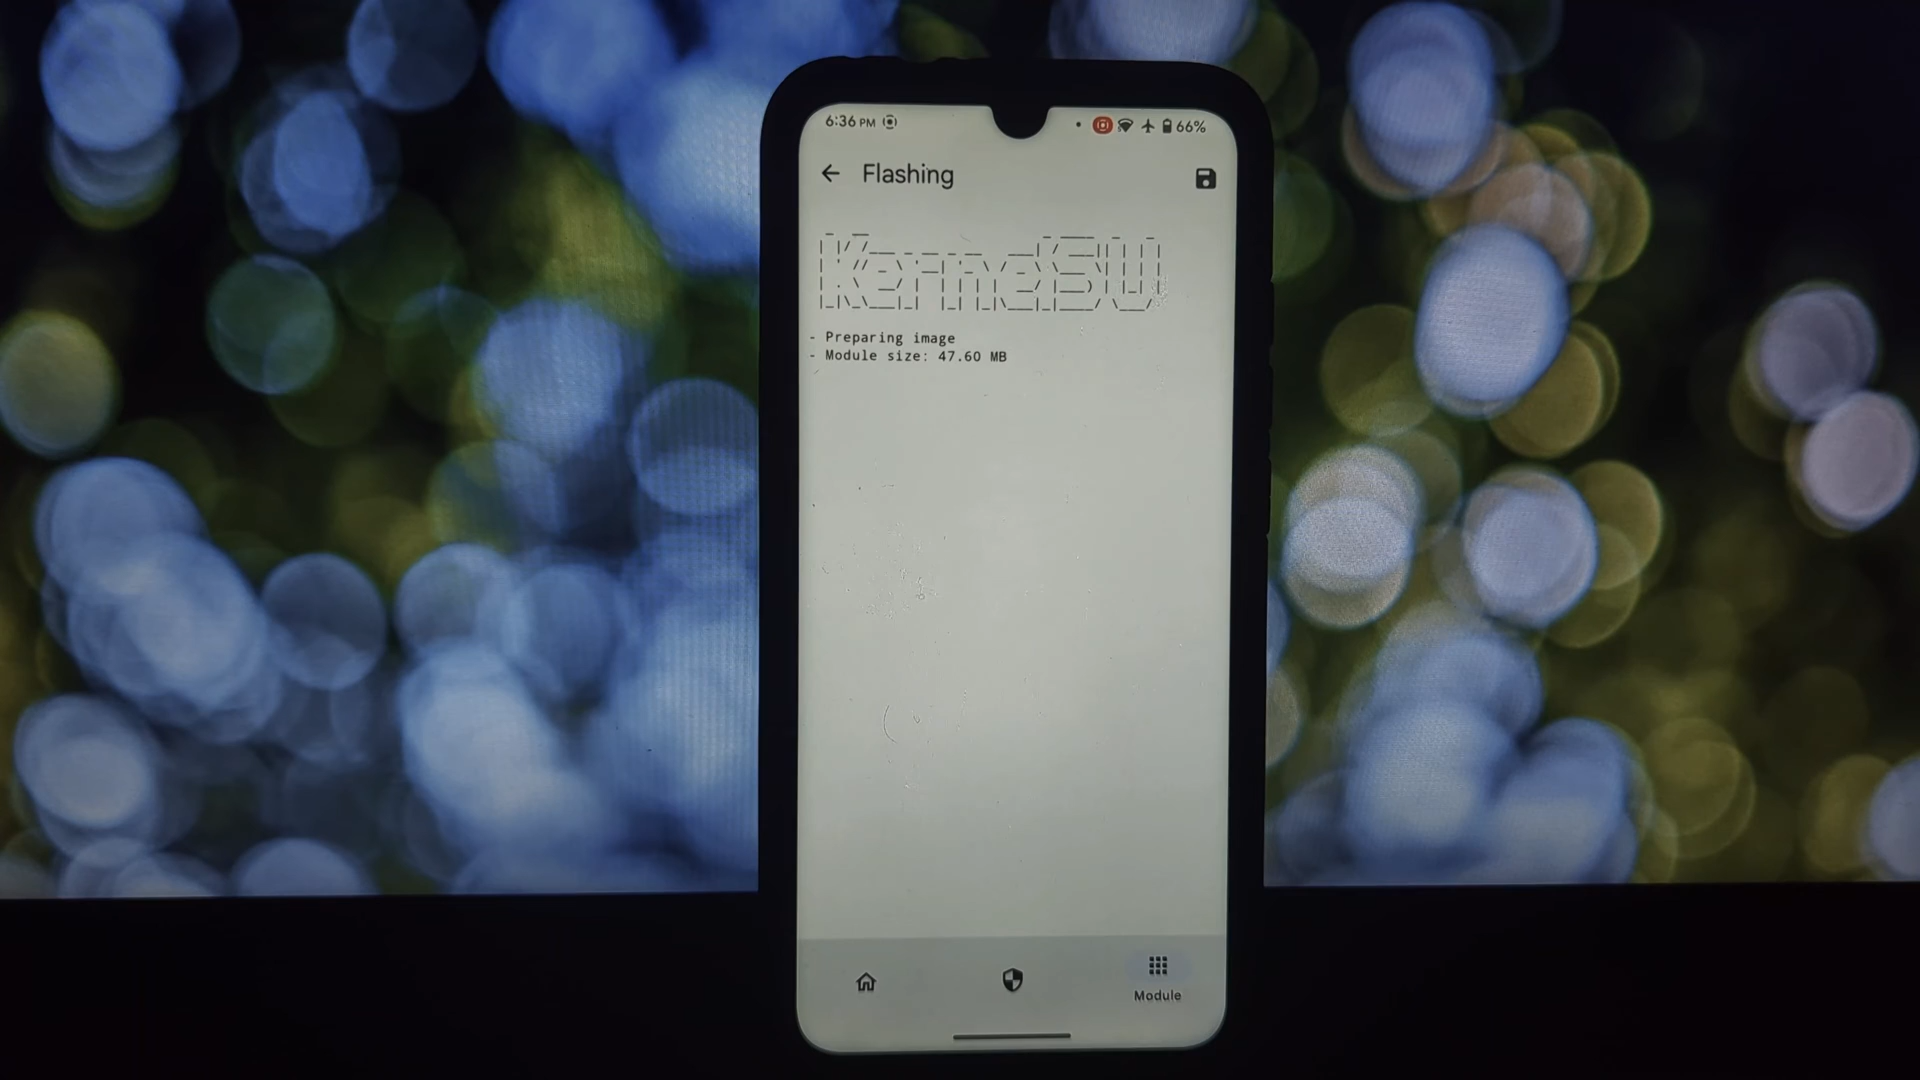 6:36 PM
66%
Flashing
KernelSU
- Preparing image
- Module size: 47.60 MB
Module